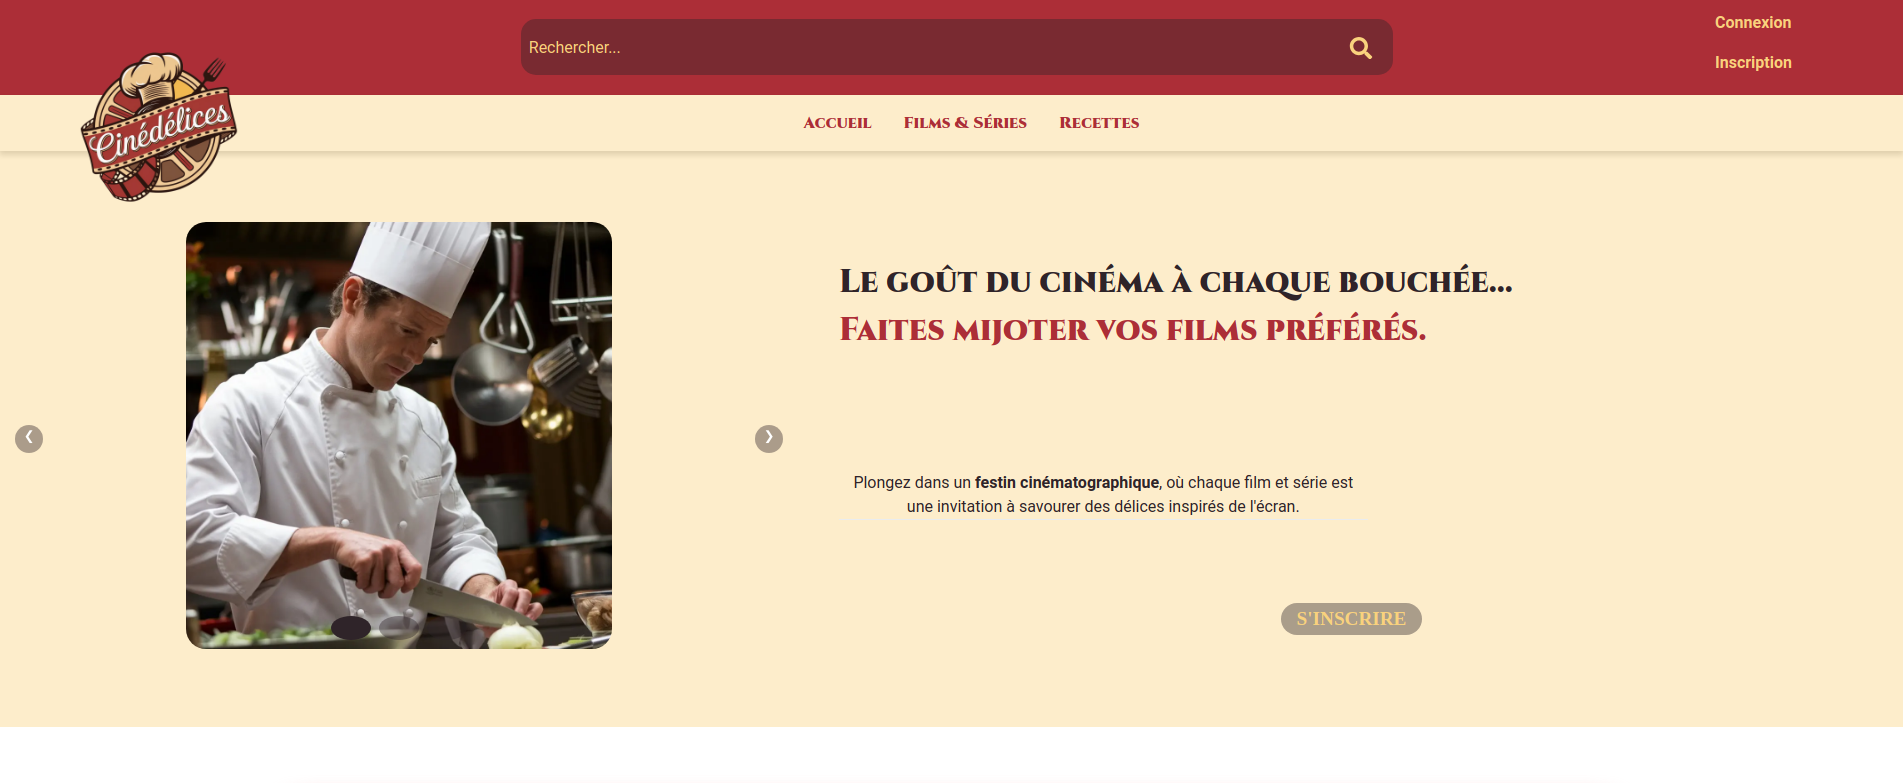 Rechercher...
Connexion
Inscription
Cinédélices
Accueil Films & Séries Recettes
Le goût du cinéma à chaque bouchée...
Faites mijoter vos films préférés.
Plongez dans un festin cinématographique, où chaque film et série est
une invitation à savourer des délices inspirés de l'écran.
S'INSCRIRE